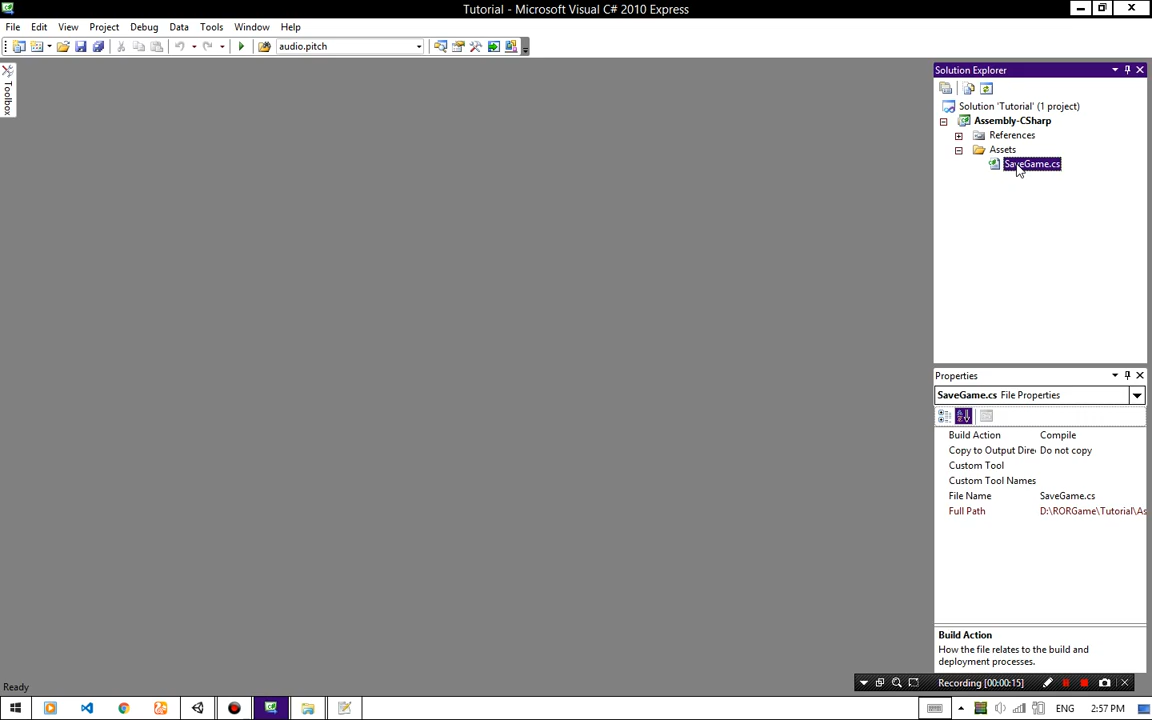 Tutorial - Microsoft Visual C# 2010 Express
File Edit View Project Debug Data Tools Window Help
audio.pitch
Toolbox
Solution Explorer
Solution 'Tutorial' (1 project)
Assembly-CSharp
References
Assets
SaveGame.cs
Properties
SaveGame.cs File Properties
Build Action Compile
Copy to Output Dire Do not copy
Custom Tool
Custom Tool Names
File Name SaveGame.cs
Full Path D:\RORGame\Tutorial\As
Build Action
How the file relates to the build and
deployment processes.
Ready
Recording [00:00:15]
ENG 2:57 PM